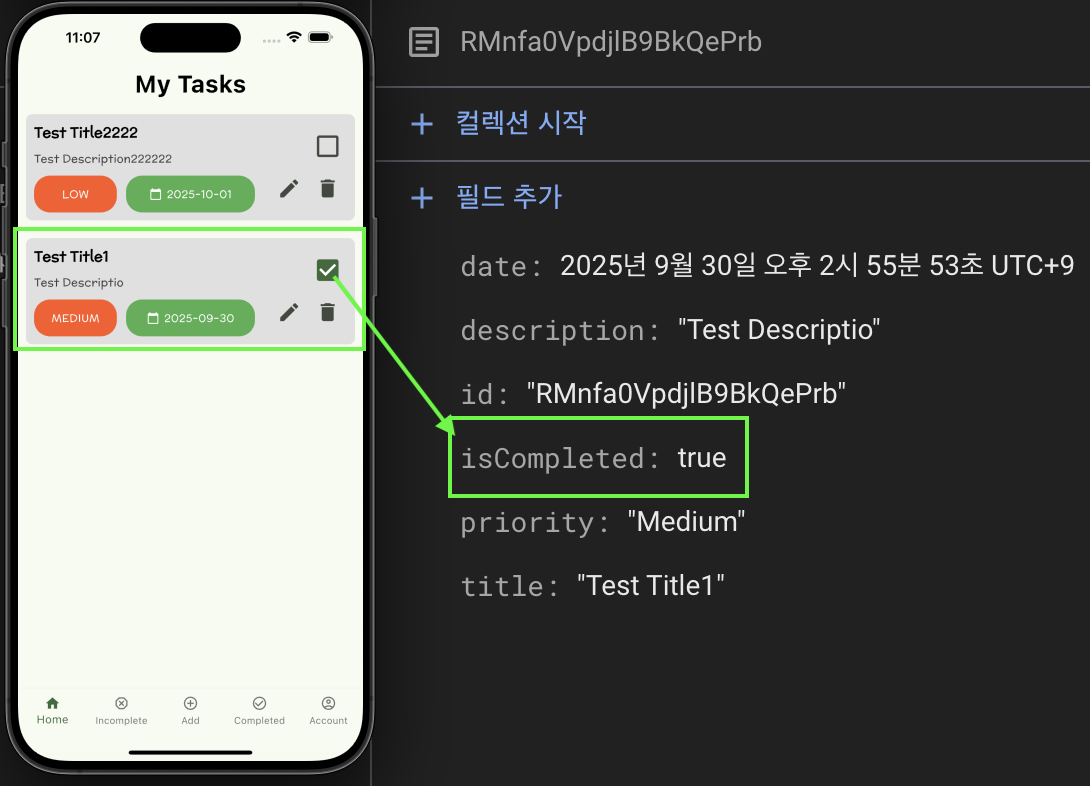 11:07
My Tasks
Test Title2222
Test Description222222
LOW
2025-10-01
Test Title1
Test Descriptio
MEDIUM
2025-09-30
Home
Incomplete
Add
Completed
Account
RMnfa0VpdjlB9BkQePrb
+ 컬렉션 시작
+ 필드 추가
date: 2025년 9월 30일 오후 2시 55분 53초 UTC+9
description: "Test Descriptio"
id: "RMnfa0VpdjlB9BkQePrb"
isCompleted: true
priority: "Medium"
title: "Test Title1"